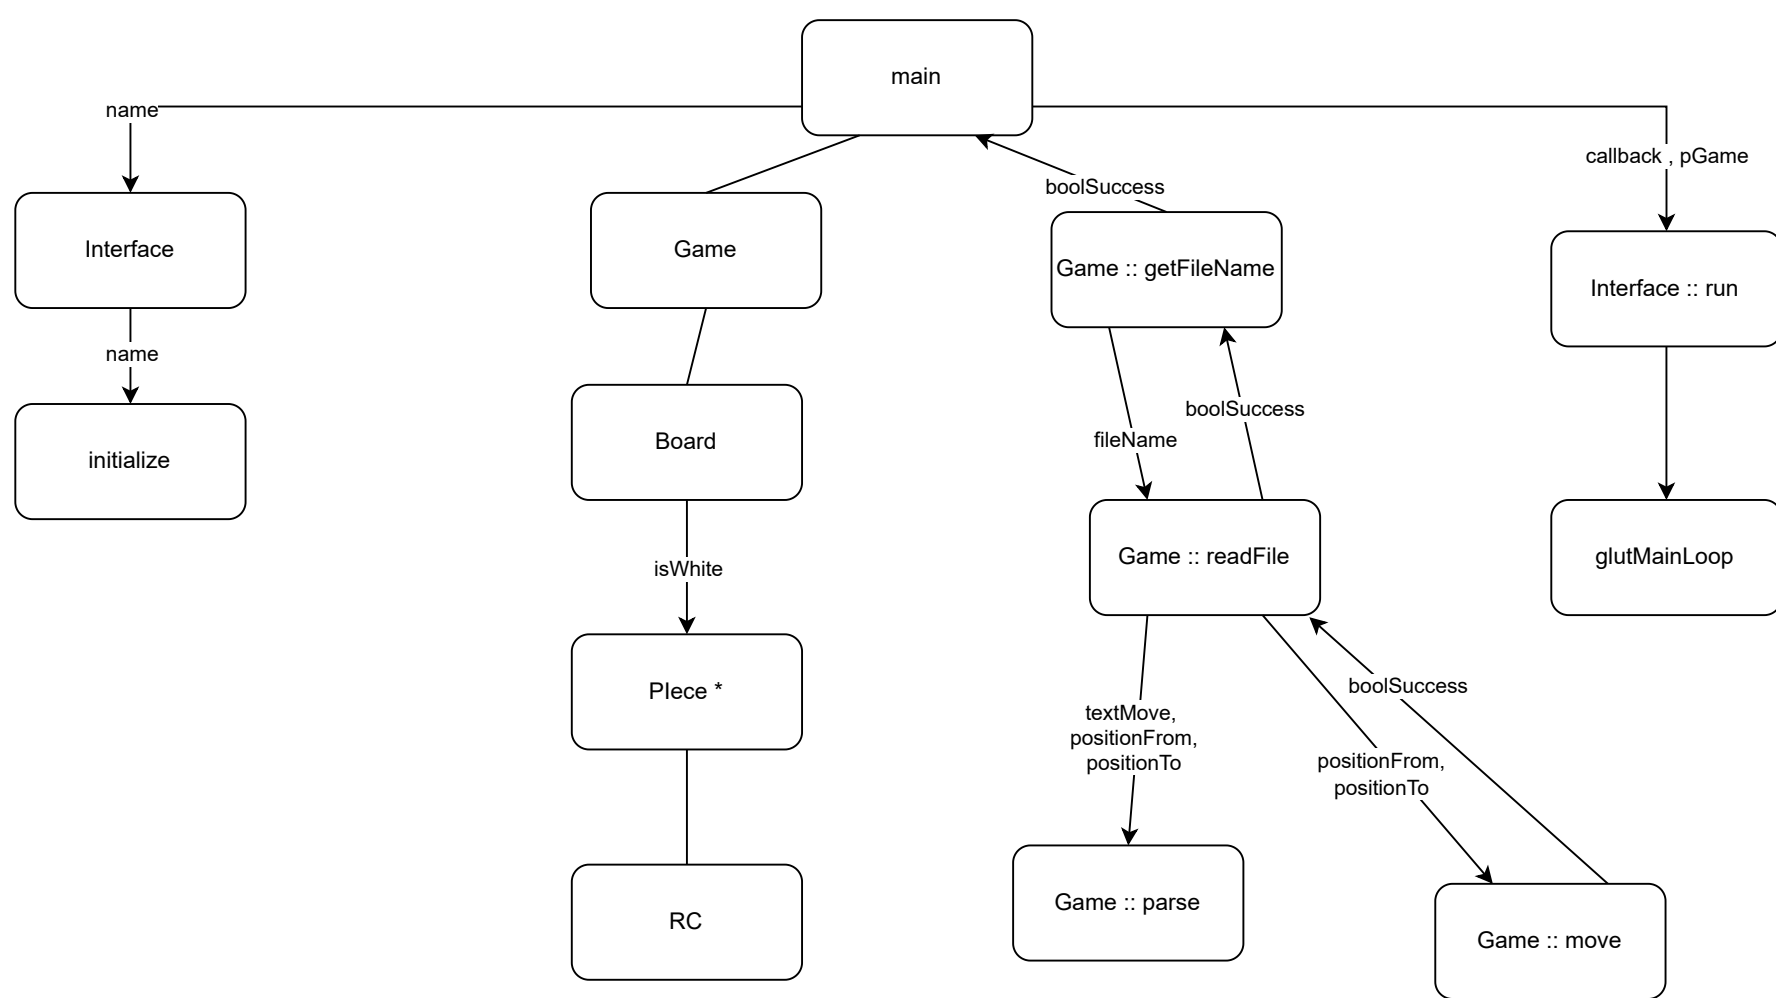 main
name
callback , pGame
boolSuccess
Interface
Game
Game :: getFileName
Interface :: run
name
boolSuccess
fileName
Board
initialize
Game :: readFile
glutMainLoop
isWhite
PIece *
boolSuccess
textMove,
positionFrom,
positionTo
positionFrom,
positionTo
RC
Game :: parse
Game :: move